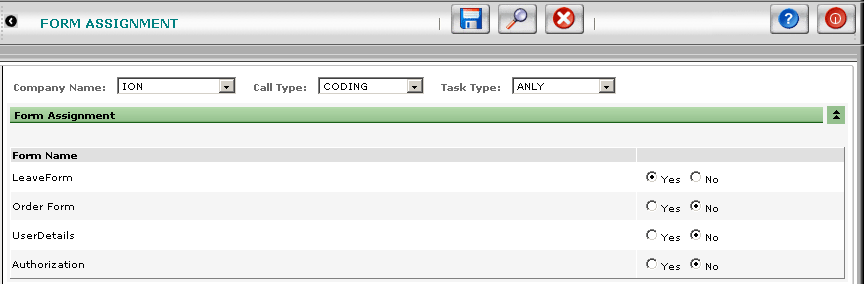 FORM ASSIGNMENT
Company Name: ION Call Type: CODING Task Type: ANLY
Form Assignment
Form Name
LeaveForm Yes No
Order Form Yes No
UserDetails Yes No
Authorization Yes No